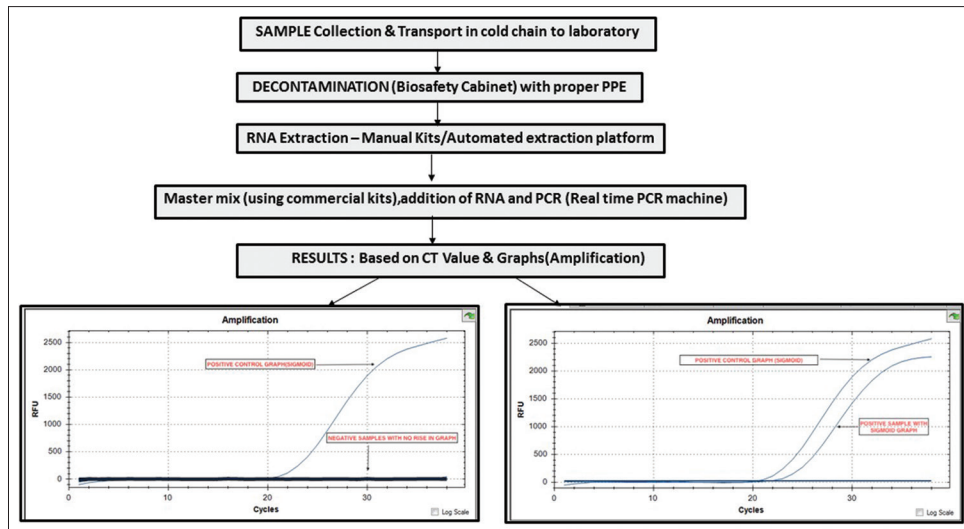 SAMPLE Collection & Transport in cold chain to laboratory
DECONTAMINATION (Biosafety Cabinet) with proper PPE
RNA Extraction – Manual Kits/Automated extraction platform
Master mix (using commercial kits),addition of RNA and PCR (Real time PCR machine)
RESULTS : Based on CT Value & Graphs(Amplification)
Amplification
2500
2000
1500
1000
500
0
RFU
POSITIVE CONTROL GRAPH(SIGMOID)
NEGATIVE SAMPLES WITH NO RISE IN GRAPH
0
10
20
30
Cycles
Log Scale
Amplification
2500
2000
1500
1000
500
0
RFU
POSITIVE CONTROL GRAPH (SIGMOID)
POSITIVE SAMPLE WITH
SIGMOID GRAPH
0
10
20
30
Cycles
Log Scale